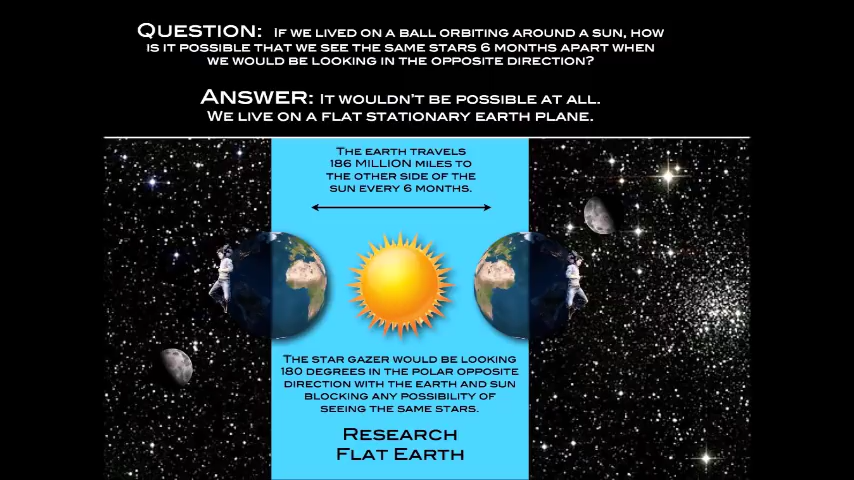 QUESTION: IF WE LIVED ON A BALL ORBITING AROUND A SUN, HOW
IS IT POSSIBLE THAT WE SEE THE SAME STARS 6 MONTHS APART WHEN
WE WOULD BE LOOKING IN THE OPPOSITE DIRECTION?
ANSWER: IT WOULDN'T BE POSSIBLE AT ALL.
WE LIVE ON A FLAT STATIONARY EARTH PLANE.
THE EARTH TRAVELS
186 MILLION MILES TO
THE OTHER SIDE OF THE
SUN EVERY 6 MONTHS.
THE STAR GAZER WOULD BE LOOKING
180 DEGREES IN THE POLAR OPPOSITE
DIRECTION WITH THE EARTH AND SUN
BLOCKING ANY POSSIBILITY OF
SEEING THE SAME STARS.
RESEARCH
FLAT EARTH